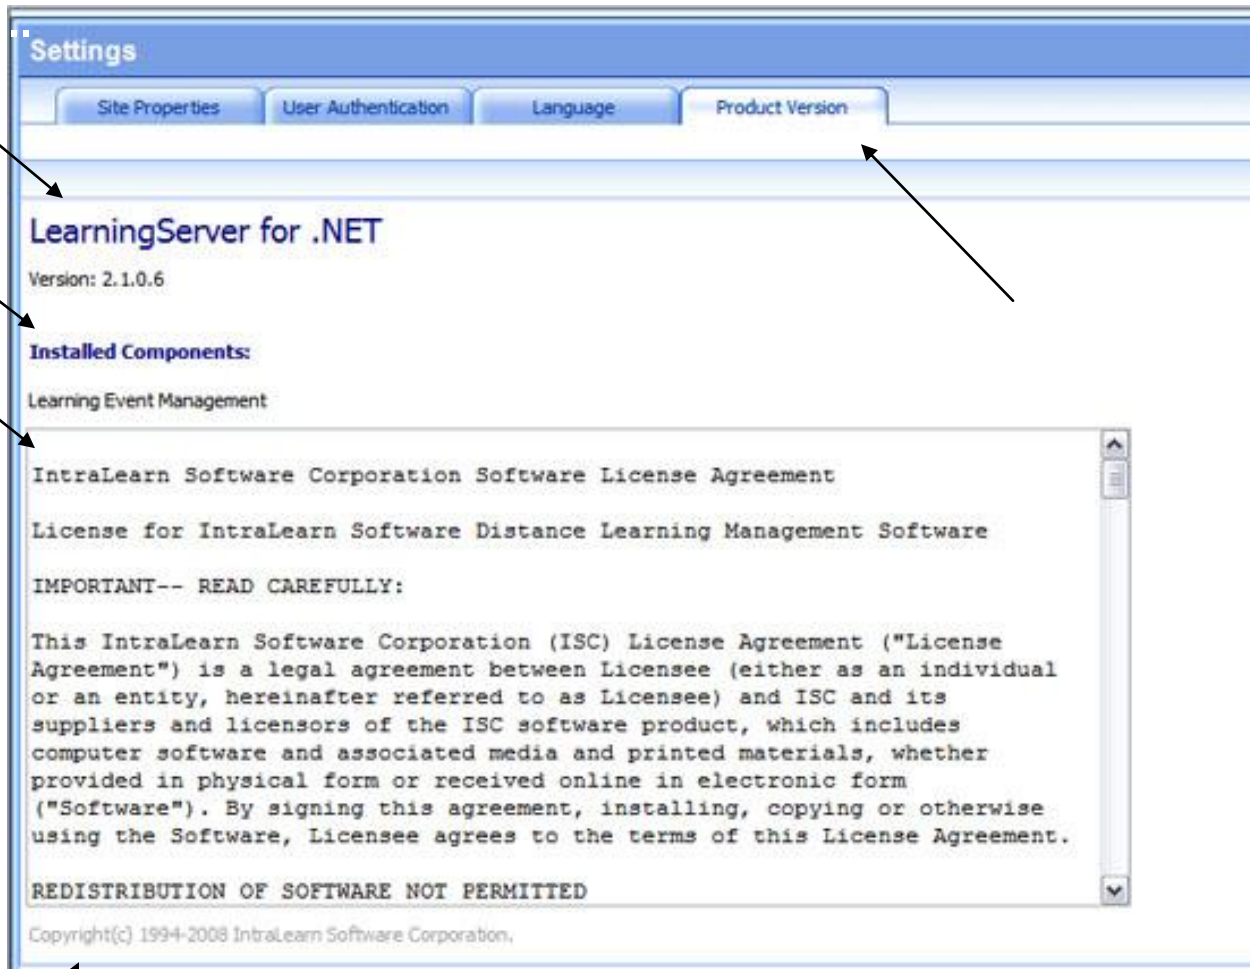 Settings
Site Properties User Authentication Language Product Version
LearningServer for .NET
Version: 2.1.0.6
Installed Components:
Learning Event Management
IntraLearn Software Corporation Software License Agreement
License for IntraLearn Software Distance Learning Management Software
IMPORTANT-- READ CAREFULLY:
This IntraLearn Software Corporation (ISC) License Agreement ("License
Agreement") is a legal agreement between Licensee (either as an individual
or an entity, hereinafter referred to as Licensee) and ISC and its
suppliers and licensors of the ISC software product, which includes
computer software and associated media and printed materials, whether
provided in physical form or received online in electronic form
("Software"). By signing this agreement, installing, copying or otherwise
using the Software, Licensee agrees to the terms of this License Agreement.
REDISTRIBUTION OF SOFTWARE NOT PERMITTED
Copyright(c) 1994-2008 IntraLearn Software Corporation.